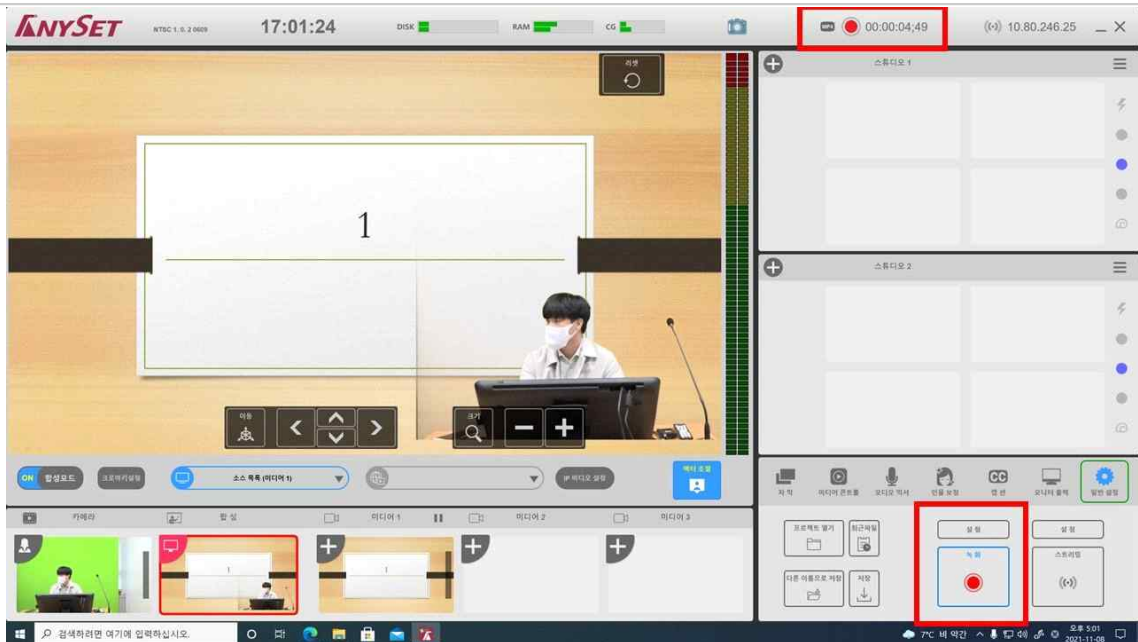 ANYSET
NTSC 1. 0. 2 0609
17:01:24
DISK
RAM
CG
MP4
00:00:04;49
10.80.246.25
리셋
1
이동
크기
스튜디오 1
스튜디오 2
ON 합성모드
크로마키설정
소스 목록 (미디어 1)
IP 비디오 설정
액터 조절
자막
미디어 콘트롤
오디오 믹서
인물 보정
CC
캡션
모니터 출력
일반 설정
카메라
합성
미디어 1
미디어 2
미디어 3
1
1
프로젝트 열기
최근파일
다른 이름으로 저장
저장
설정
녹화
설정
스트리밍
검색하려면 여기에 입력하십시오.
7°C 비 약간
오후 5:01
2021-11-08